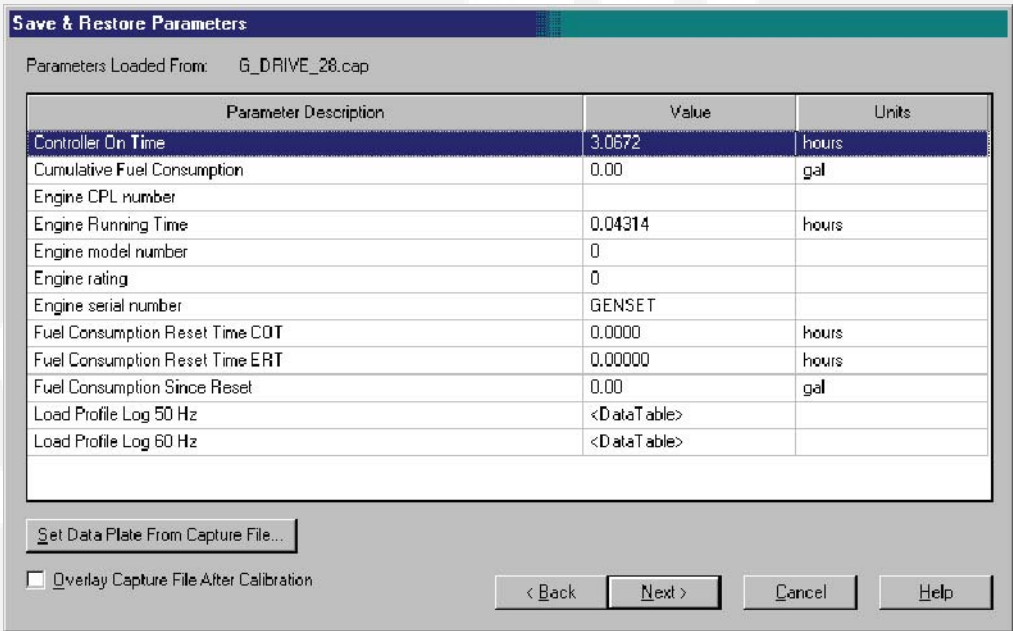 Save & Restore Parameters
Parameters Loaded From: G_DRIVE_28.cap
Parameter Description Value Units
Controller On Time 3.0672 hours
Cumulative Fuel Consumption 0.00 gal
Engine CPL number
Engine Running Time 0.04314 hours
Engine model number 0
Engine rating 0
Engine serial number GENSET
Fuel Consumption Reset Time COT 0.0000 hours
Fuel Consumption Reset Time ERT 0.00000 hours
Fuel Consumption Since Reset 0.00 gal
Load Profile Log 50 Hz <DataTable>
Load Profile Log 60 Hz <DataTable>
Set Data Plate From Capture File...
Overlay Capture File After Calibration
< Back Next > Cancel Help